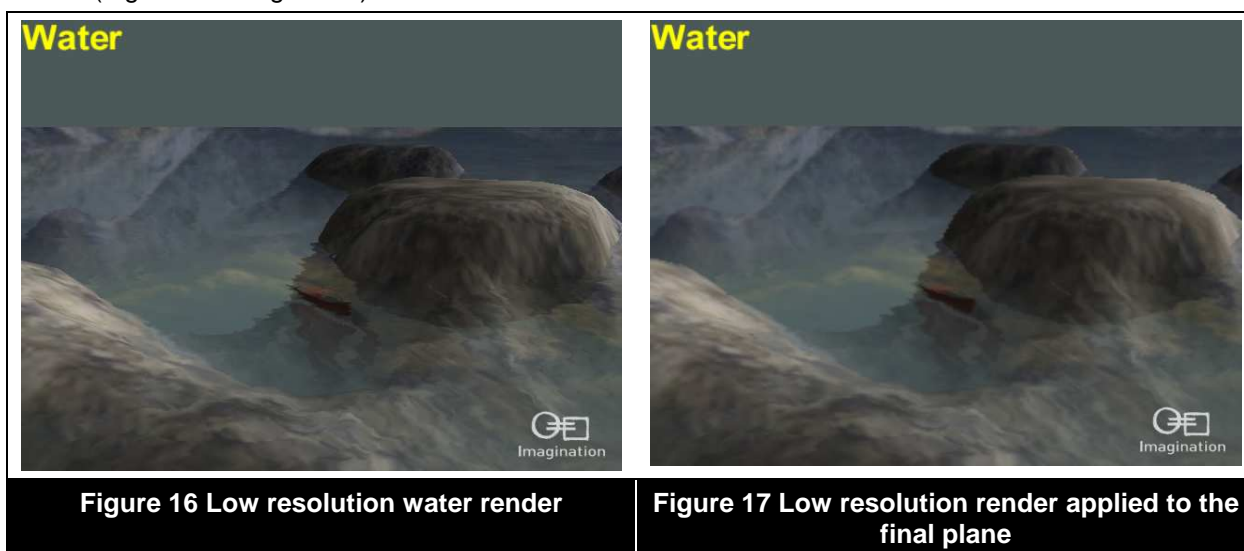 Water
Imagination
Water
Imagination
Figure 16 Low resolution water render
Figure 17 Low resolution render applied to the
final plane